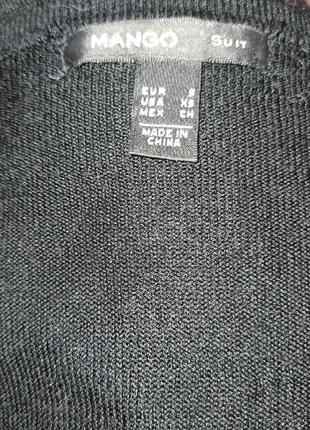 MANGO SUIT
EUR S
USA XS
MEX CH
MADE IN
CHINA